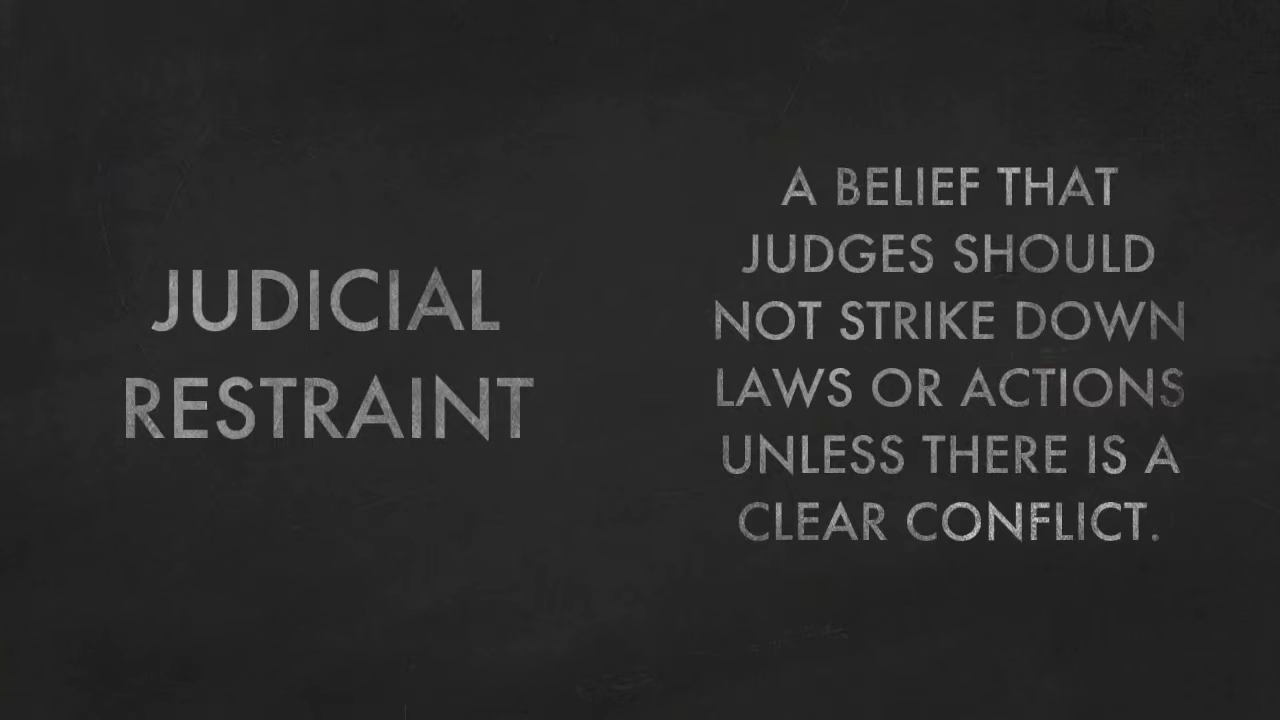 JUDICIAL
RESTRAINT
A BELIEF THAT
JUDGES SHOULD
NOT STRIKE DOWN
LAWS OR ACTIONS
UNLESS THERE IS A
CLEAR CONFLICT.